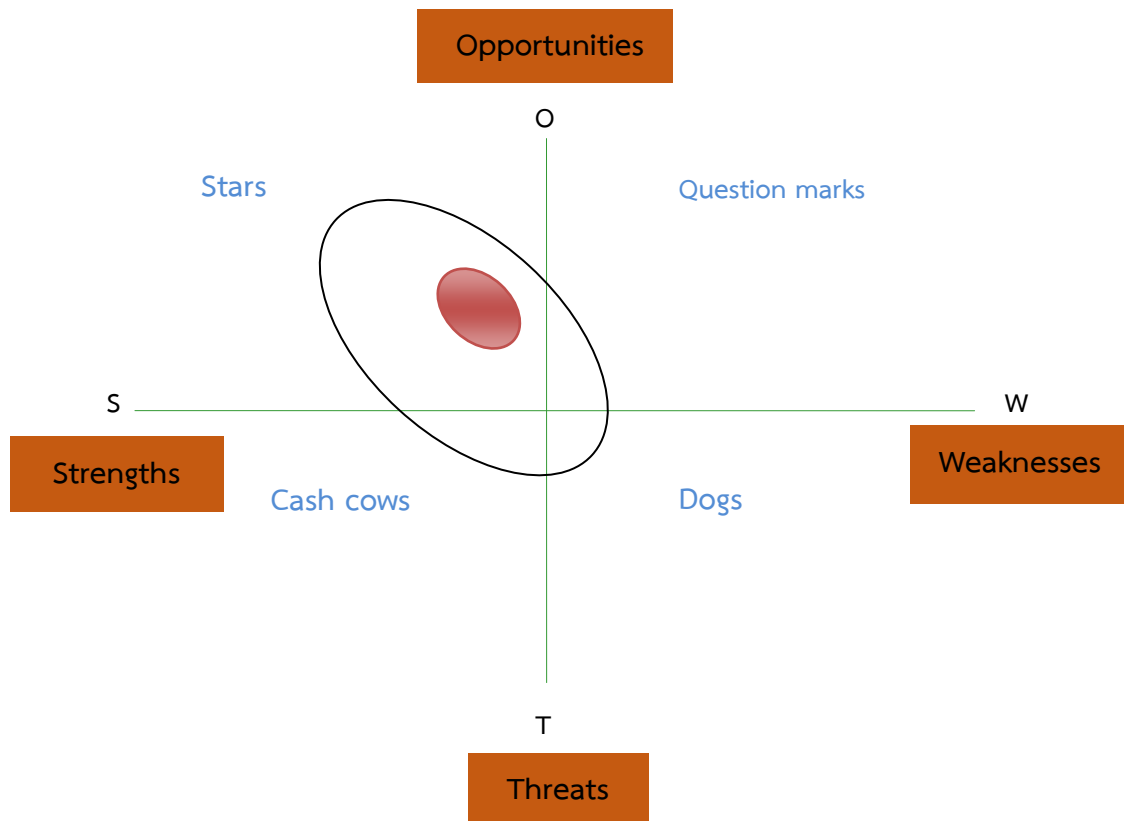 Opportunities
O
Stars
Question marks
S
W
Strengths
Weaknesses
Cash cows
Dogs
T
Threats